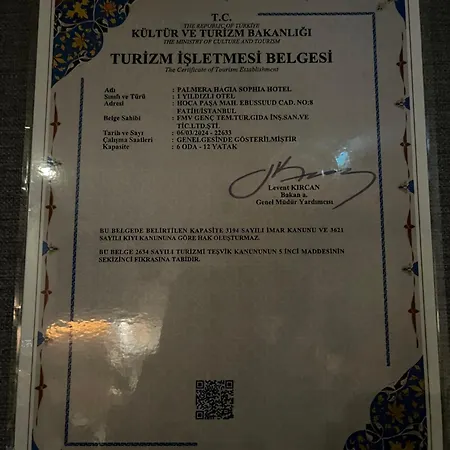 T.C.
THE REPUBLIC OF TÜRKİYE
KÜLTÜR VE TURİZM BAKANLIĞI
THE MINISTRY OF CULTURE AND TOURISM
TURİZM İŞLETMESİ BELGESİ
The Certificate of Tourism Establishment
Adı : PALMERA HAGIA SOPHIA HOTEL
Sınıfı ve Türü : 1 YILDIZLI OTEL
Adresi : HOCA PAŞA MAH. EBUSSUUD CAD. NO:8
FATİH/İSTANBUL
Belge Sahibi : FMV GENÇ TEM.TUR.GIDA İNŞ.SAN.VE
TİC.LTD.ŞTİ.
Tarih ve Sayı : 06/03/2024 - 22633
Çalışma Saatleri : GENELGESİNDE GÖSTERİLMİŞTİR
Kapasite : 6 ODA - 12 YATAK
Levent KIRCAN
Bakan a.
Genel Müdür Yardımcısı
BU BELGEDE BELİRTİLEN KAPASİTE 3194 SAYILI İMAR KANUNU VE 3621
SAYILI KIYI KANUNUNA GÖRE HAK OLUŞTURMAZ.
BU BELGE 2634 SAYILI TURİZMİ TEŞVİK KANUNUNUN 5 İNCİ MADDESİNİN
SEKİZİNCİ FIKRASINA TABİDİR.